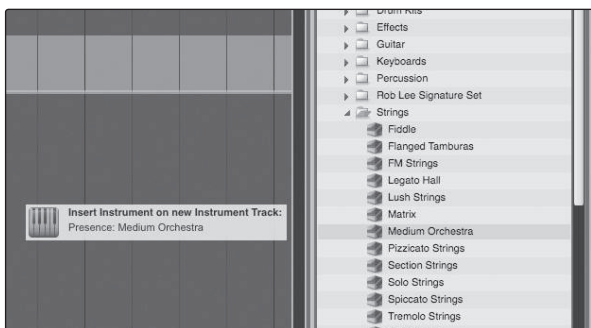 Drum Kits
Effects
Guitar
Keyboards
Percussion
Rob Lee Signature Set
Strings
Fiddle
Flanged Tamburas
FM Strings
Legato Hall
Lush Strings
Matrix
Medium Orchestra
Pizzicato Strings
Section Strings
Solo Strings
Spiccato Strings
Tremolo Strings
Insert Instrument on new Instrument Track:
Presence: Medium Orchestra